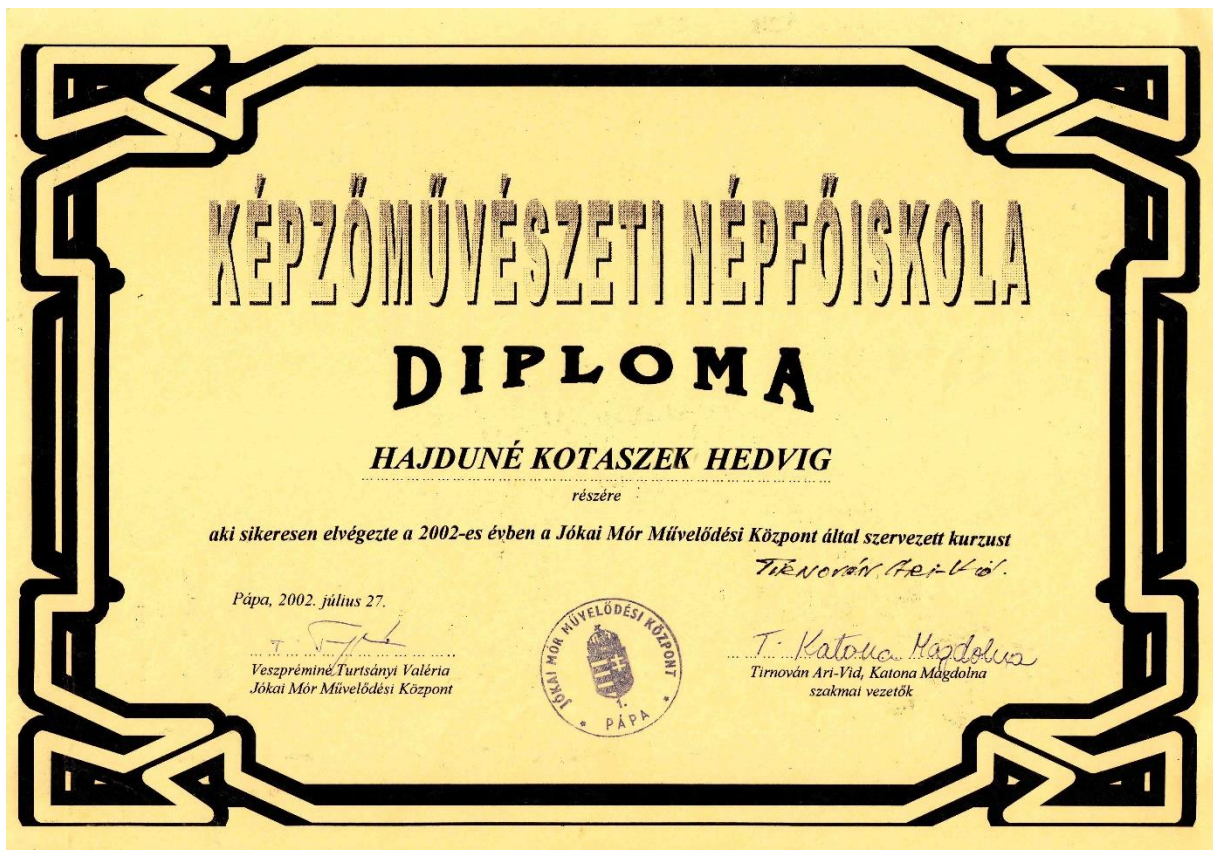 KÉPZŐMŰVÉSZETI NÉPFŐISKOLA
DIPLOMA
HAJDUNÉ KOTASZEK HEDVIG
részére
aki sikeresen elvégezte a 2002-es évben a Jókai Mór Művelődési Központ által szervezett kurzust
Tirnován Ari-Vid.
Pápa, 2002. július 27.
T. Katona Magdolna
Veszpréminé Turtsányi Valéria
Jókai Mór Művelődési Központ
Tirnován Ari-Vid, Katona Magdolna
szakmai vezetők
JÓKAI MÓR MŰVELŐDÉSI KÖZPONT
1.
* PÁPA *